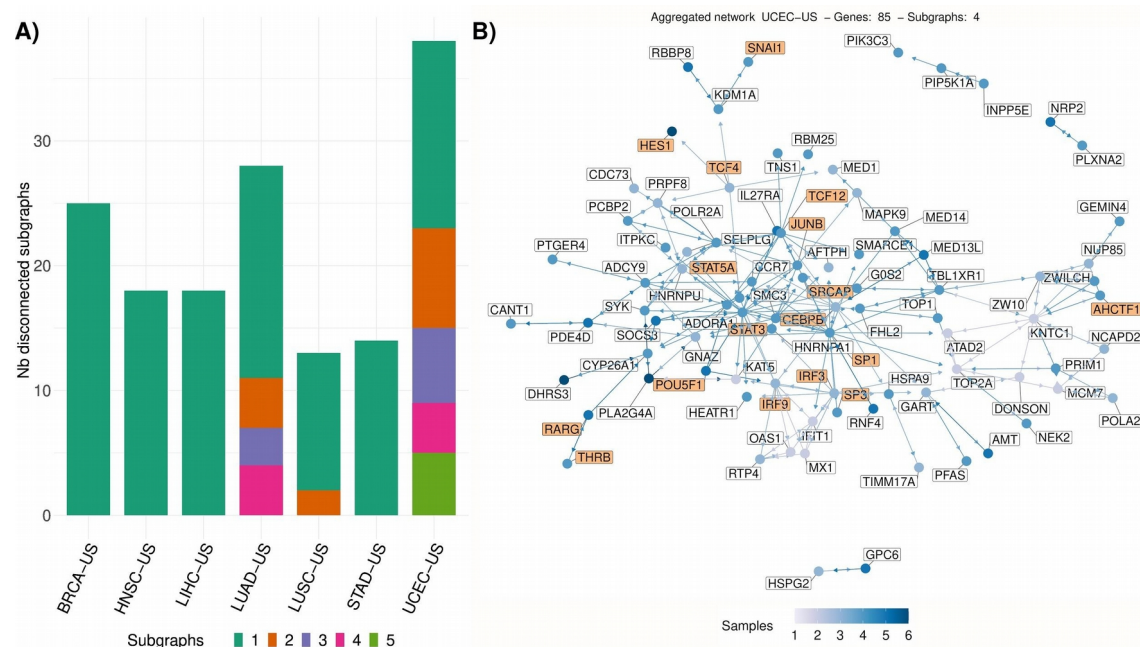 A)
Nb disconnected subgraphs
30
20
10
0
BRCA−US
HNSC−US
LIHC−US
LUAD−US
LUSC−US
STAD−US
UCEC−US
Subgraphs 1 2 3 4 5
B)
Aggregated network UCEC−US − Genes: 85 − Subgraphs: 4
PIK3C3
RBBP8
SNAI1
PIP5K1A
KDM1A
INPP5E
NRP2
HES1
RBM25
PLXNA2
TCF4
TNS1
MED1
CDC73
PRPF8
IL27RA
TCF12
PCBP2
POLR2A
MAPK9
MED14
GEMIN4
JUNB
PTGER4
ITPKC
SELPLG
AFTPH
SMARCE1
MED13L
NUP85
ADCY9
STAT5A
CCR7
G0S2
TBL1XR1
ZWILCH
HNRNPU
SMC3
SRCAP
CANT1
SYK
TOP1
ZW10
AHCTF1
PDE4D
SOCS3
ADORA1
STAT3
CEBPB
FHL2
KNTC1
NCAPD2
CYP26A1
GNAZ
HNRNPA1
ATAD2
SP1
KAT5
PRIM1
DHRS3
POU5F1
IRF3
HSPA9
TOP2A
MCM7
PLA2G4A
HEATR1
IRF9
SP3
GART
DONSON
POLA2
RARG
RNF4
NEK2
OAS1
IFIT1
AMT
THRB
RTP4
MX1
TIMM17A
PFAS
GPC6
HSPG2
Samples
1 2 3 4 5 6